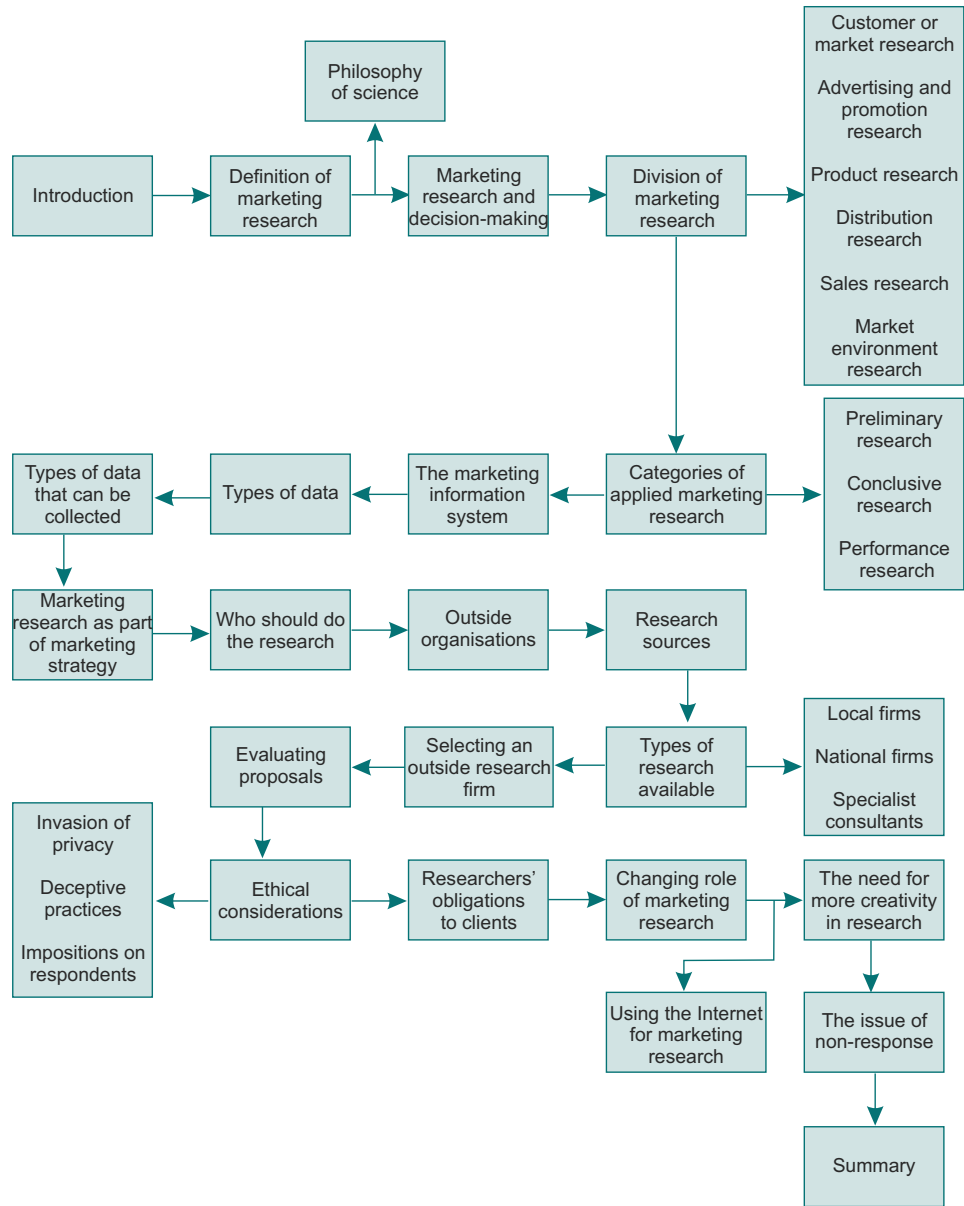 Philosophy
of science
Introduction
Definition of
marketing
research
Marketing
research and
decision-making
Division of
marketing
research
Customer or
market research
Advertising and
promotion
research
Product research
Distribution
research
Sales research
Market
environment
research
Types of data
that can be
collected
Types of data
The marketing
information
system
Categories of
applied marketing
research
Preliminary
research
Conclusive
research
Performance
research
Marketing
research as part
of marketing
strategy
Who should do
the research
Outside
organisations
Research
sources
Evaluating
proposals
Selecting an
outside research
firm
Types of
research
available
Local firms
National firms
Specialist
consultants
Invasion of
privacy
Deceptive
practices
Impositions on
respondents
Ethical
considerations
Researchers’
obligations
to clients
Changing role
of marketing
research
The need for
more creativity
in research
Using the Internet
for marketing
research
The issue of
non-response
Summary